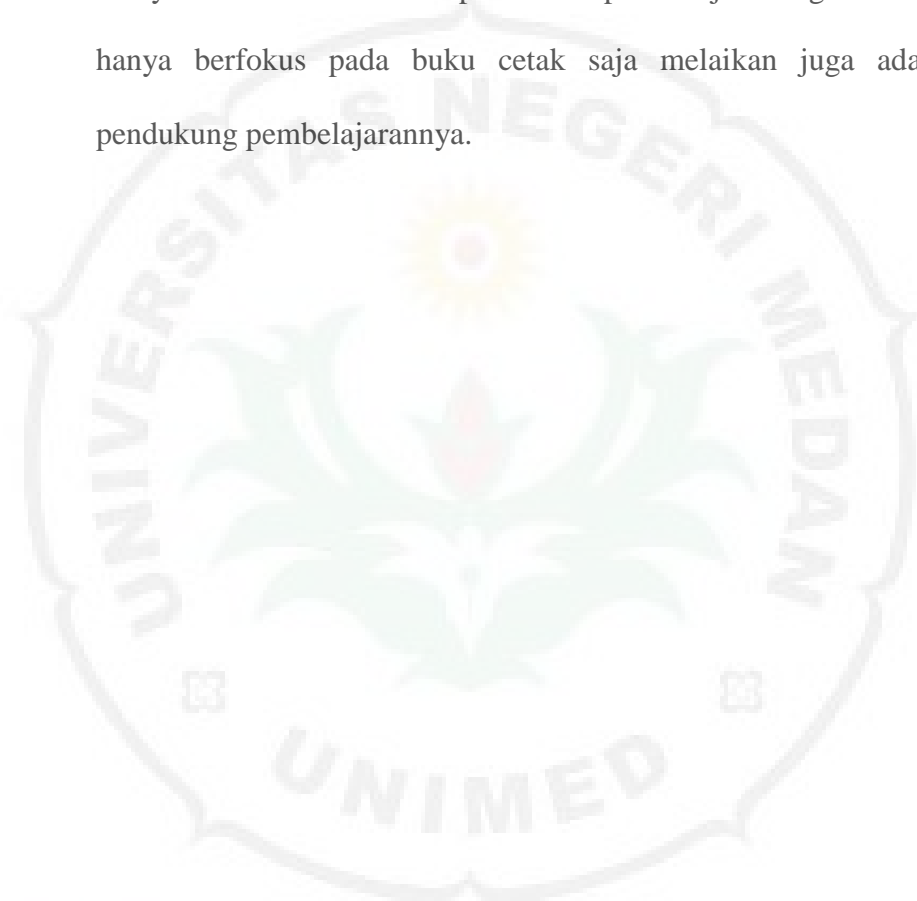 hanya berfokus pada buku cetak saja melaikan juga ada
pendukung pembelajarannya.
UNIVERSITAS NEGERI MEDAN
UNIMED